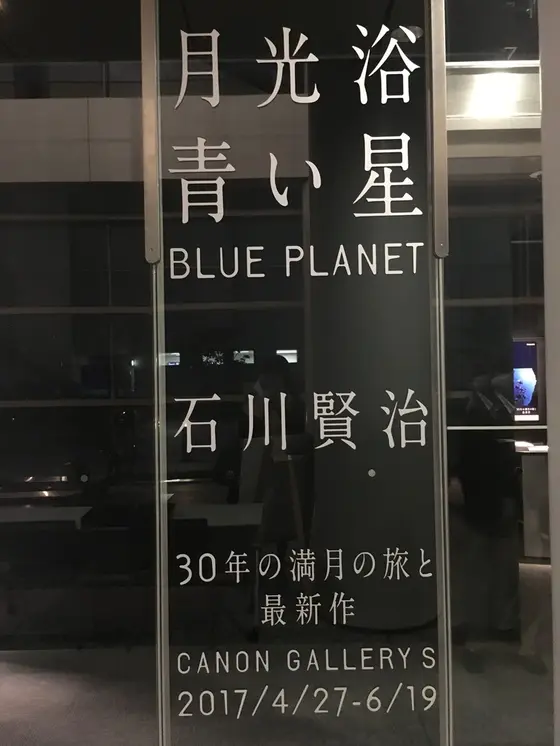 月光浴
青い星
BLUE PLANET
石川賢治
30年の満月の旅と
最新作
CANON GALLERY S
2017/4/27-6/19